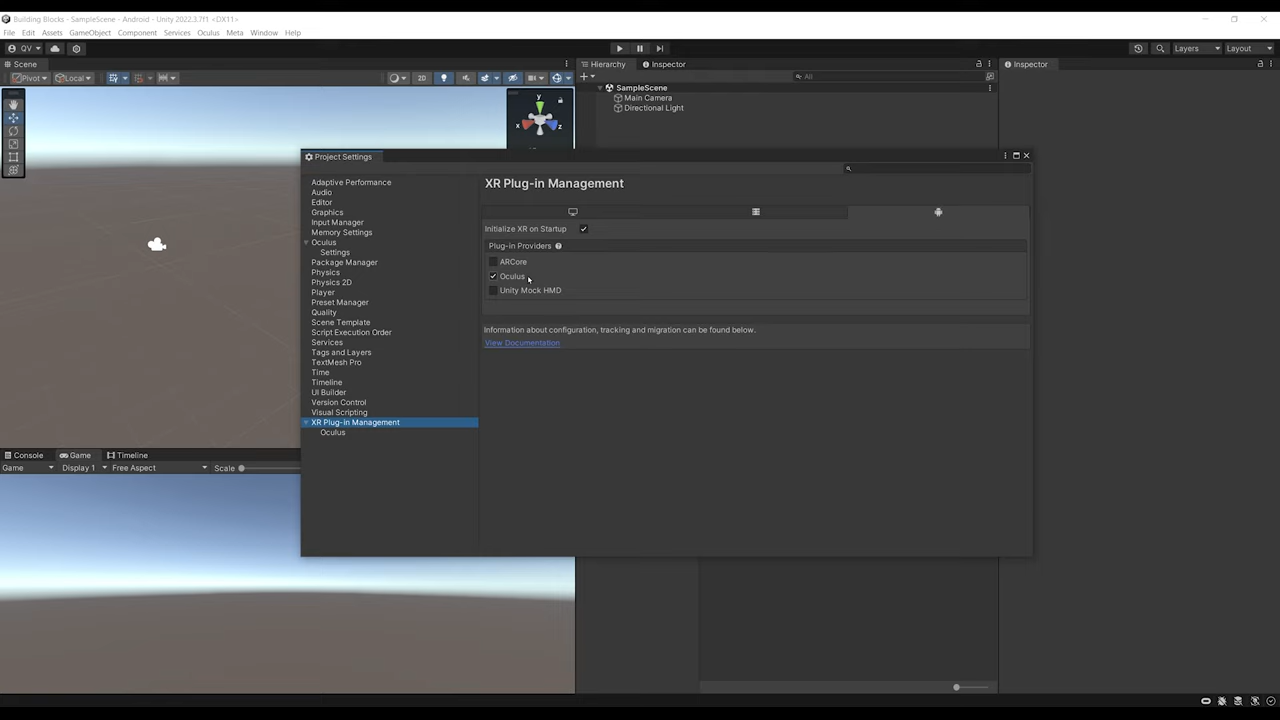 Building Blocks - SampleScene - Android - Unity 2022.3.7f1 <DX11>
File Edit Assets GameObject Component Services Oculus Meta Window Help
QV
Layers Layout
Scene
Hierarchy Inspector
Inspector
Pivot Local
2D
All
SampleScene
Main Camera
Directional Light
y
x z
Project Settings
Adaptive Performance
Audio
Editor
Graphics
Input Manager
Memory Settings
Oculus
Settings
Package Manager
Physics
Physics 2D
Player
Preset Manager
Quality
Scene Template
Script Execution Order
Services
Tags and Layers
TextMesh Pro
Time
Timeline
UI Builder
Version Control
Visual Scripting
XR Plug-in Management
Oculus
XR Plug-in Management
Initialize XR on Startup
Plug-in Providers
ARCore
Oculus
Unity Mock HMD
Information about configuration, tracking and migration can be found below.
View Documentation
Console Game Timeline
Game Display 1 Free Aspect Scale